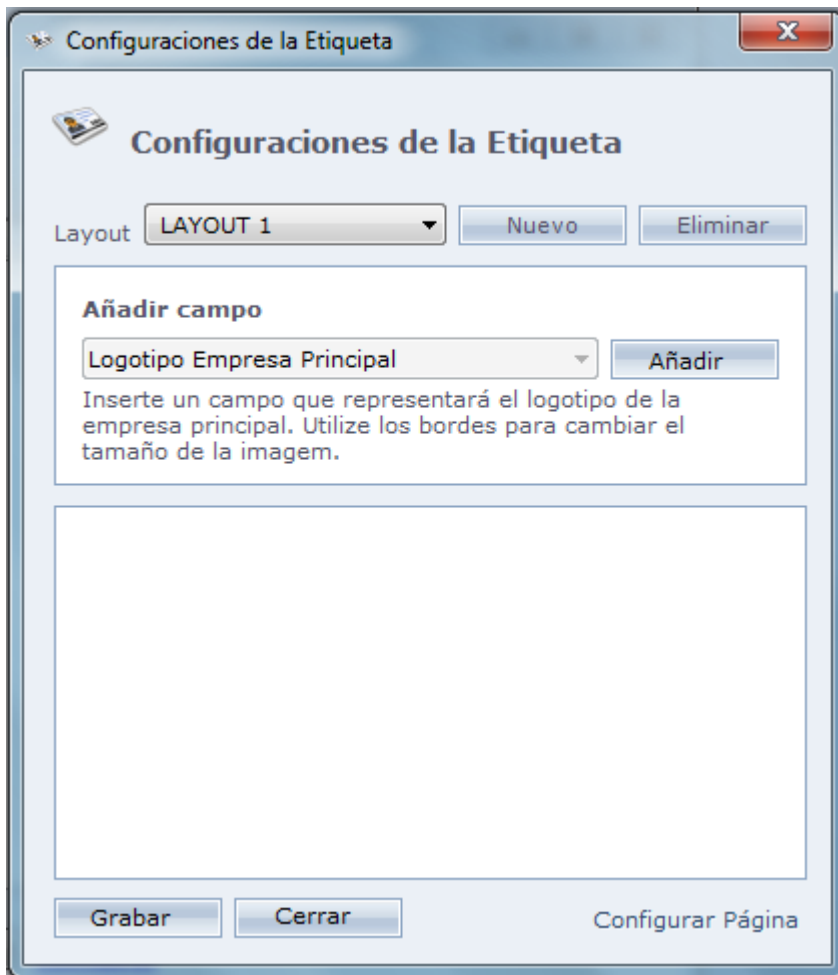 Configuraciones de la Etiqueta
x
Configuraciones de la Etiqueta
Layout LAYOUT 1 Nuevo Eliminar
Añadir campo
Logotipo Empresa Principal Añadir
Inserte un campo que representará el logotipo de la
empresa principal. Utilize los bordes para cambiar el
tamaño de la imagem.
Grabar Cerrar Configurar Página